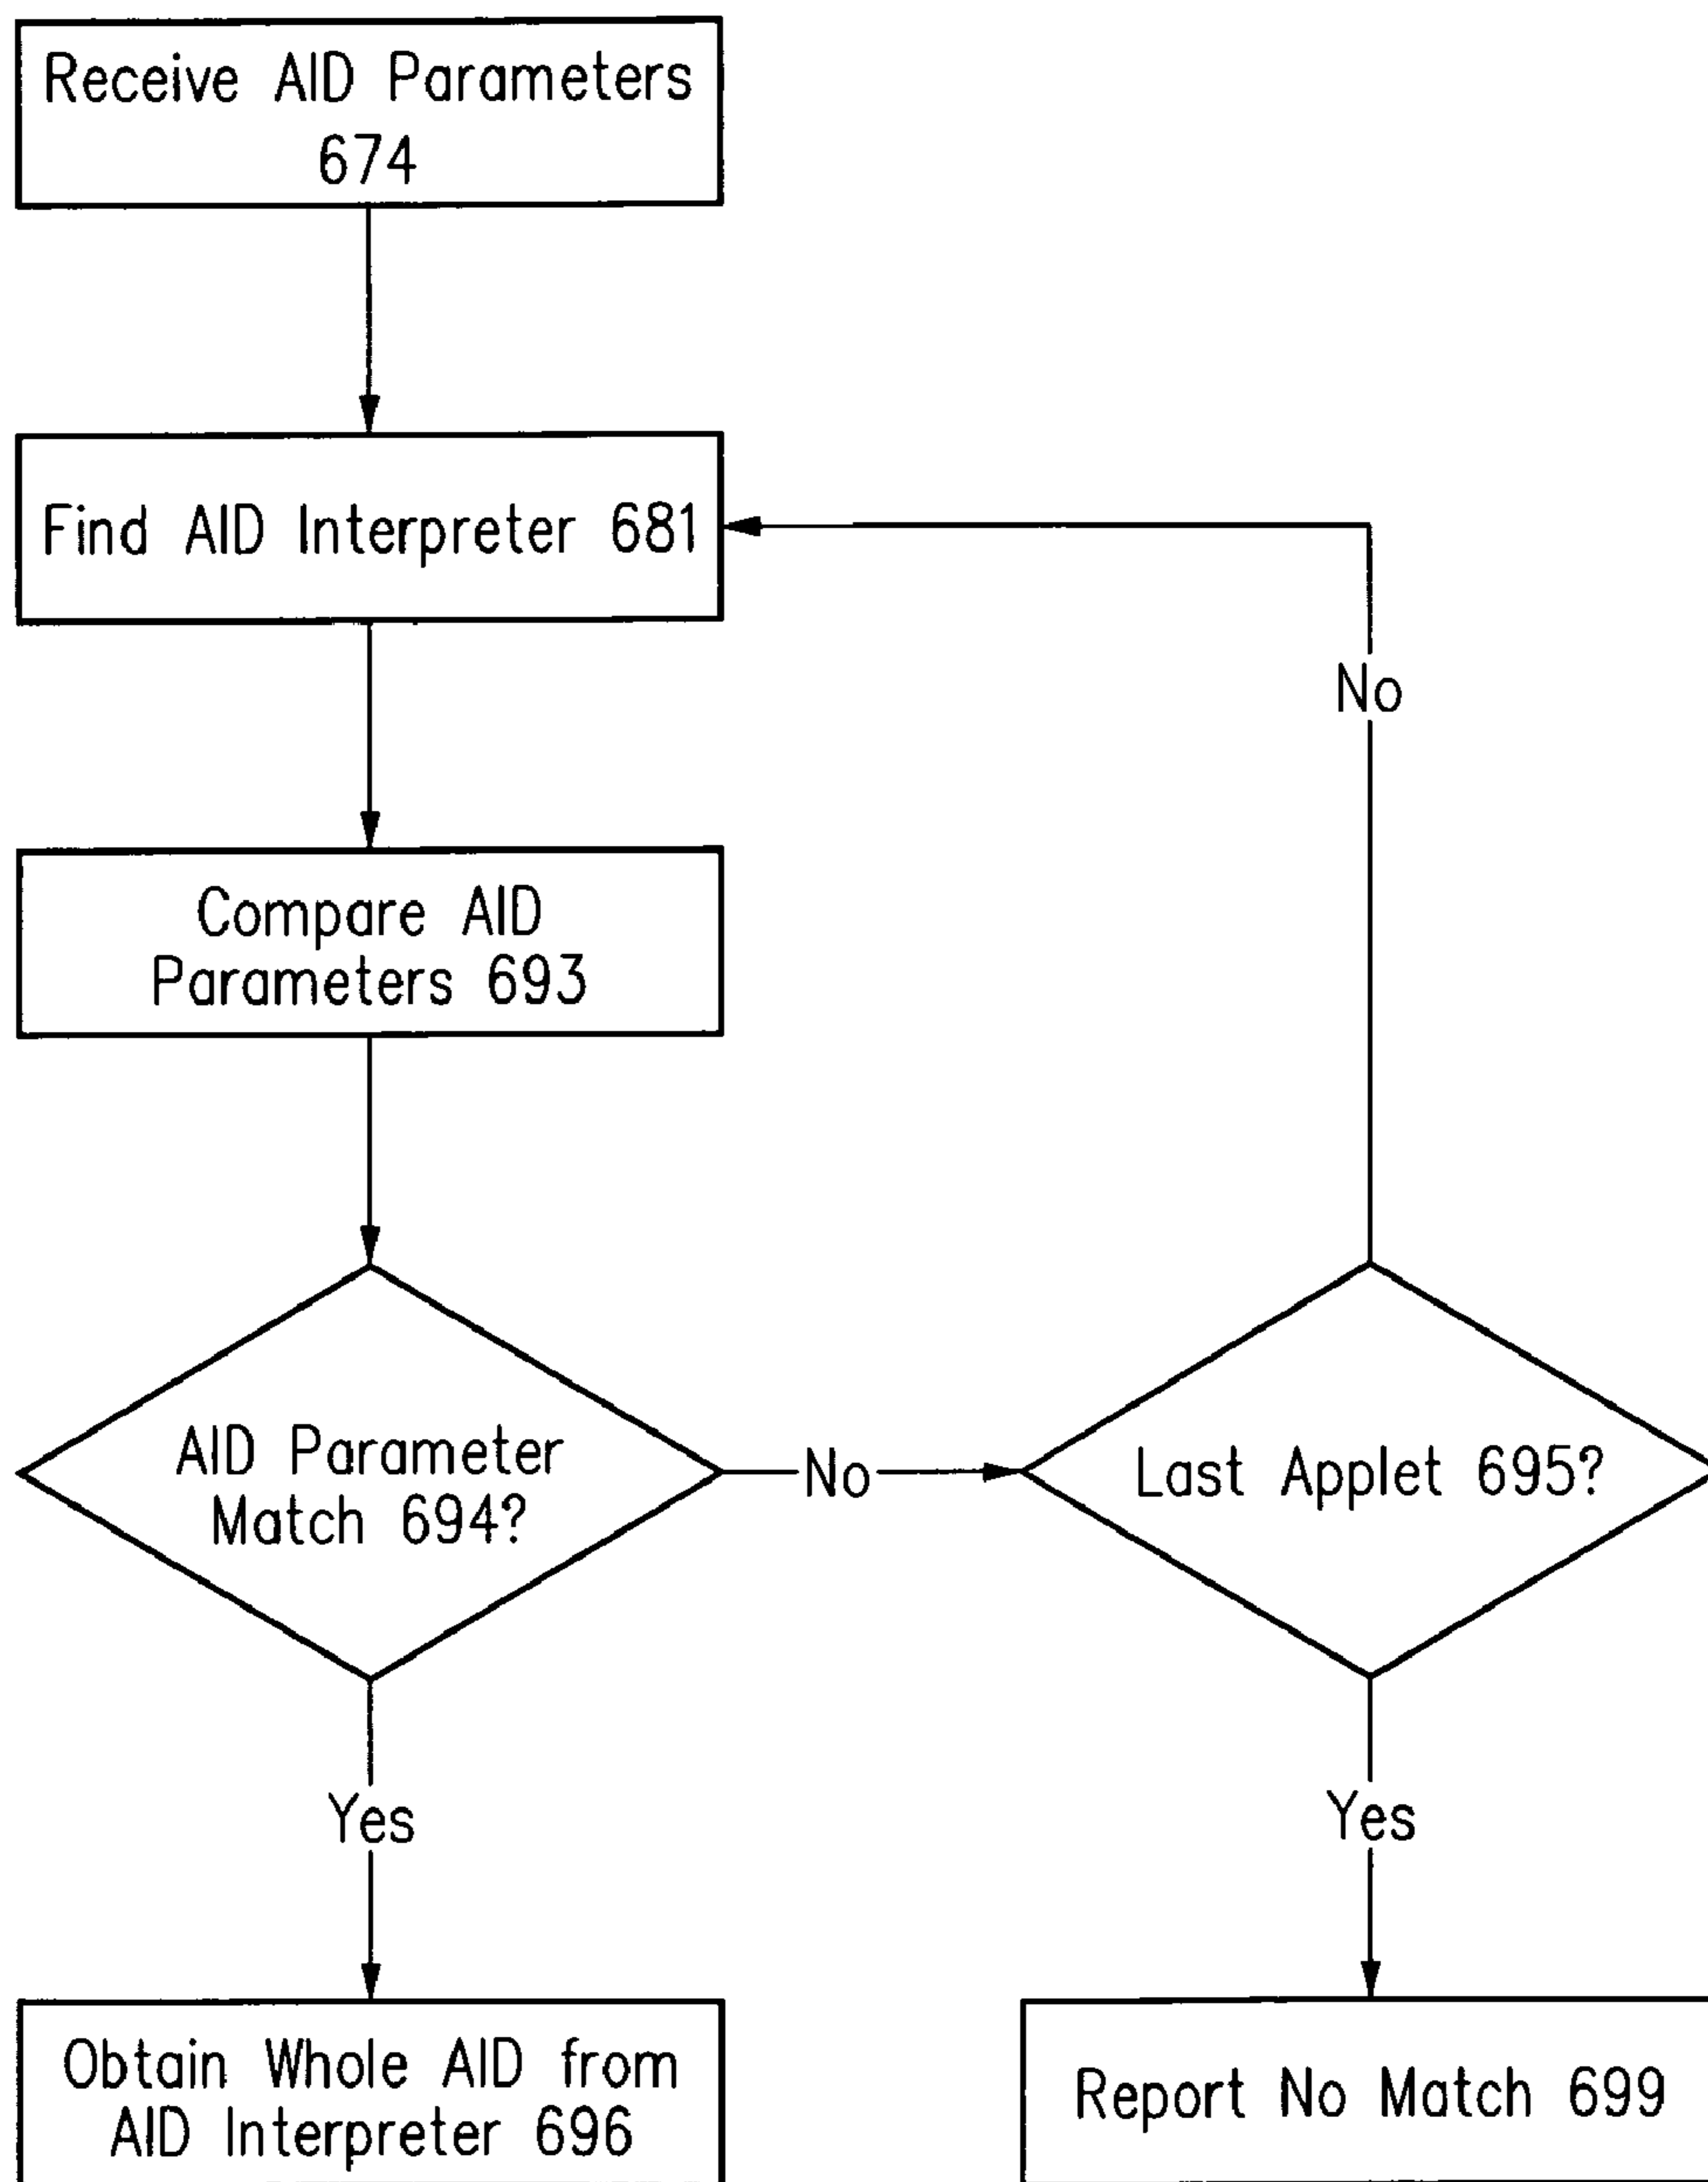 Receive AID Parameters
674
Find AID Interpreter 681
No
Compare AID
Parameters 693
AID Parameter
Match 694?
No
Last Applet 695?
Yes
Yes
Obtain Whole AID from
AID Interpreter 696
Report No Match 699